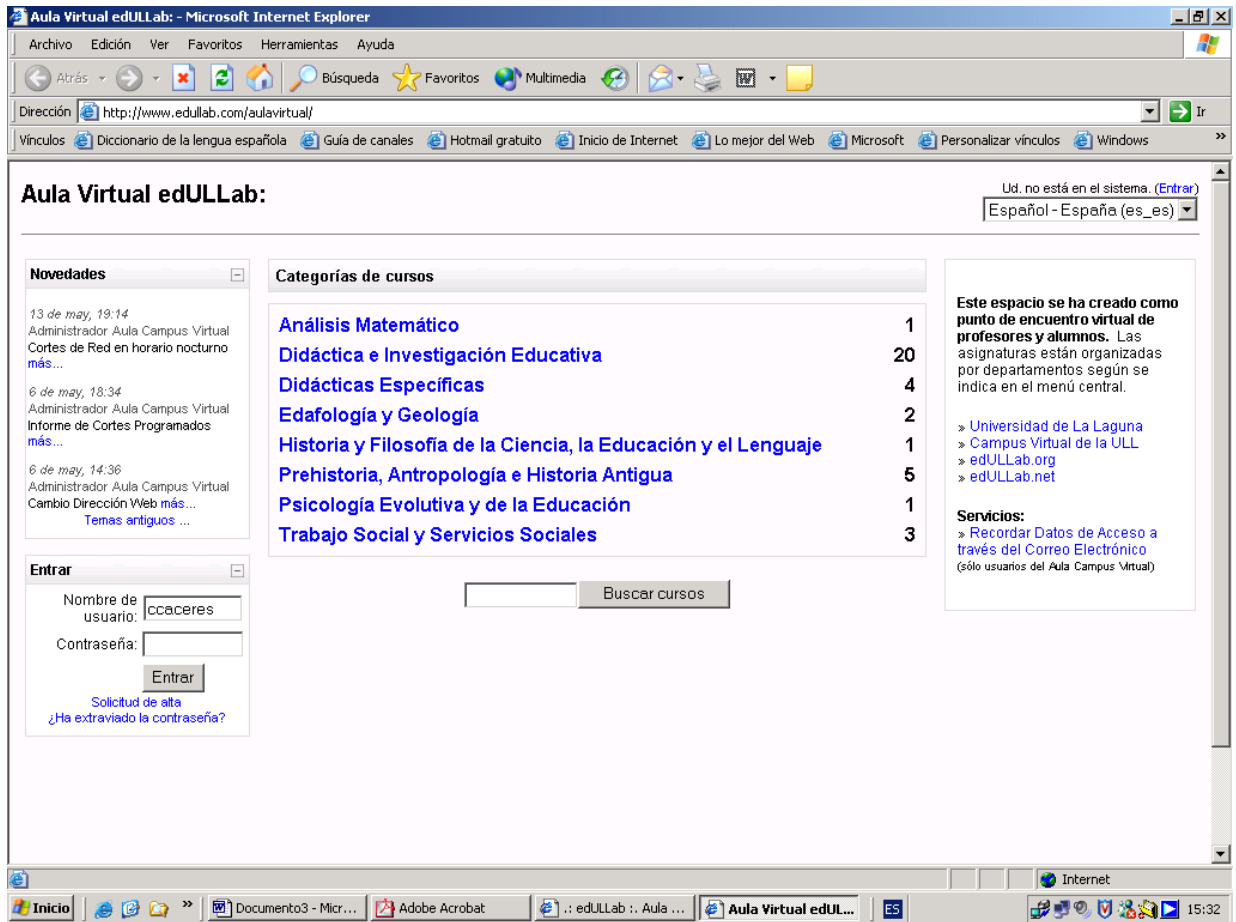 Aula Virtual edULLab: - Microsoft Internet Explorer
Archivo Edición Ver Favoritos Herramientas Ayuda
Atrás Búsqueda Favoritos Multimedia
Dirección http://www.edullab.com/aulavirtual/ Ir
Vínculos Diccionario de la lengua española Guía de canales Hotmail gratuito Inicio de Internet Lo mejor del Web Microsoft Personalizar vínculos Windows »
Aula Virtual edULLab:
Ud. no está en el sistema. (Entrar)
Español - España (es_es)
Novedades
13 de may, 19:14
Administrador Aula Campus Virtual
Cortes de Red en horario nocturno
más...
6 de may, 18:34
Administrador Aula Campus Virtual
Informe de Cortes Programados
más...
6 de may, 14:36
Administrador Aula Campus Virtual
Cambio Dirección Web más...
Temas antiguos ...
Entrar
Nombre de
usuario: ccaceres
Contraseña:
Entrar
Solicitud de alta
¿Ha extraviado la contraseña?
Categorías de cursos
Análisis Matemático 1
Didáctica e Investigación Educativa 20
Didácticas Específicas 4
Edafología y Geología 2
Historia y Filosofía de la Ciencia, la Educación y el Lenguaje 1
Prehistoria, Antropología e Historia Antigua 5
Psicología Evolutiva y de la Educación 1
Trabajo Social y Servicios Sociales 3
Buscar cursos
Este espacio se ha creado como
punto de encuentro virtual de
profesores y alumnos. Las
asignaturas están organizadas
por departamentos según se
indica en el menú central.
» Universidad de La Laguna
» Campus Virtual de la ULL
» edULLab.org
» edULLab.net
Servicios:
» Recordar Datos de Acceso a
través del Correo Electrónico
(sólo usuarios del Aula Campus Virtual)
Internet
Inicio » Documento3 - Micr... Adobe Acrobat .: edULLab :. Aula ... Aula Virtual edUL... ES 15:32